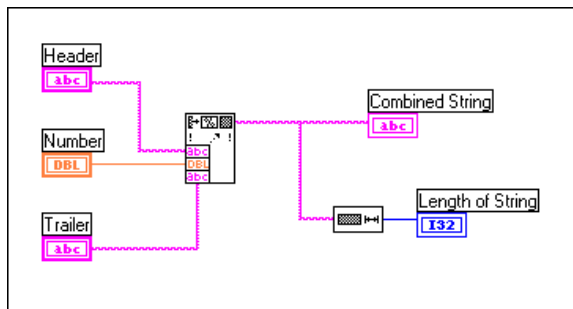 Header
abc
Number
DBL
Trailer
abc
%
! !
abc
DBL
abc
Combined String
abc
Length of String
I32